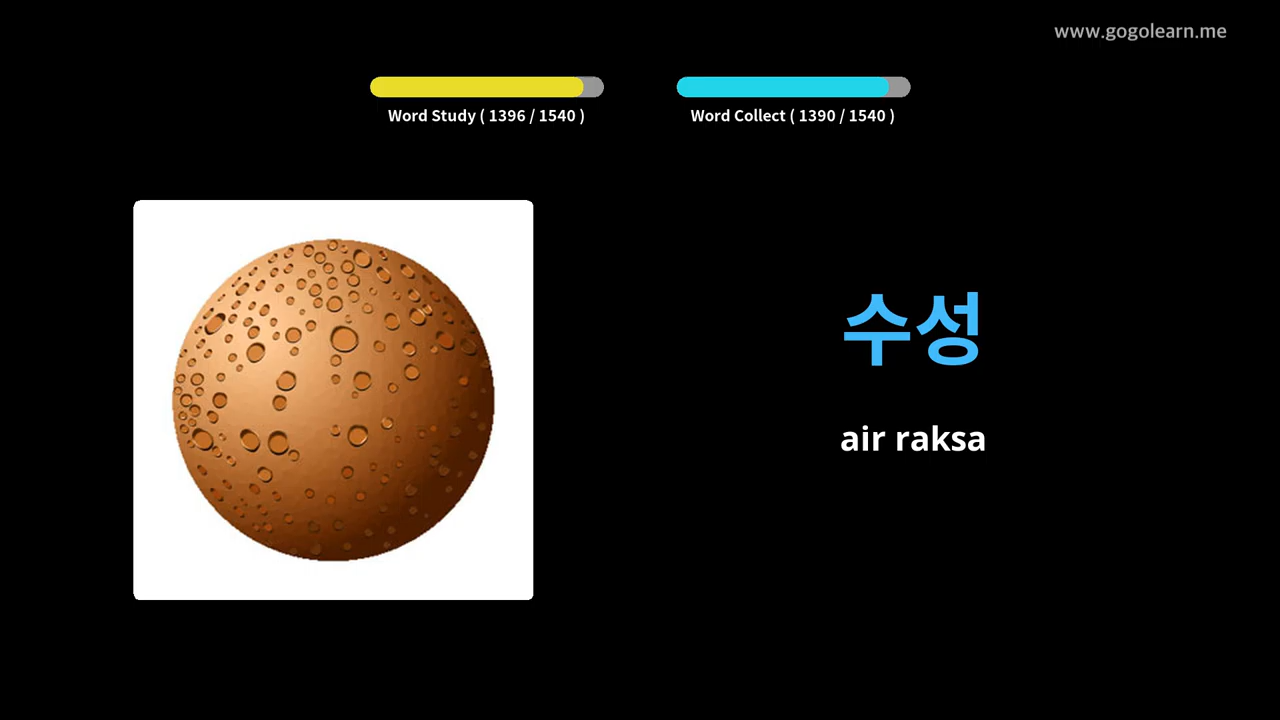 www.gogolearn.me
Word Study ( 1396 / 1540 )
Word Collect ( 1390 / 1540 )
수성
air raksa